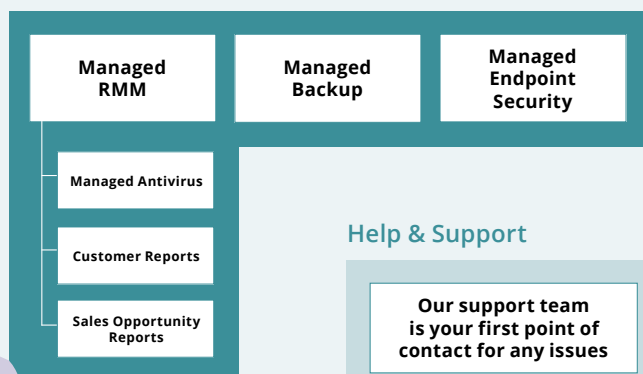 Managed
RMM
Managed
Backup
Managed
Endpoint
Security
Managed Antivirus
Customer Reports
Sales Opportunity
Reports
Help & Support
Our support team
is your first point of
contact for any issues